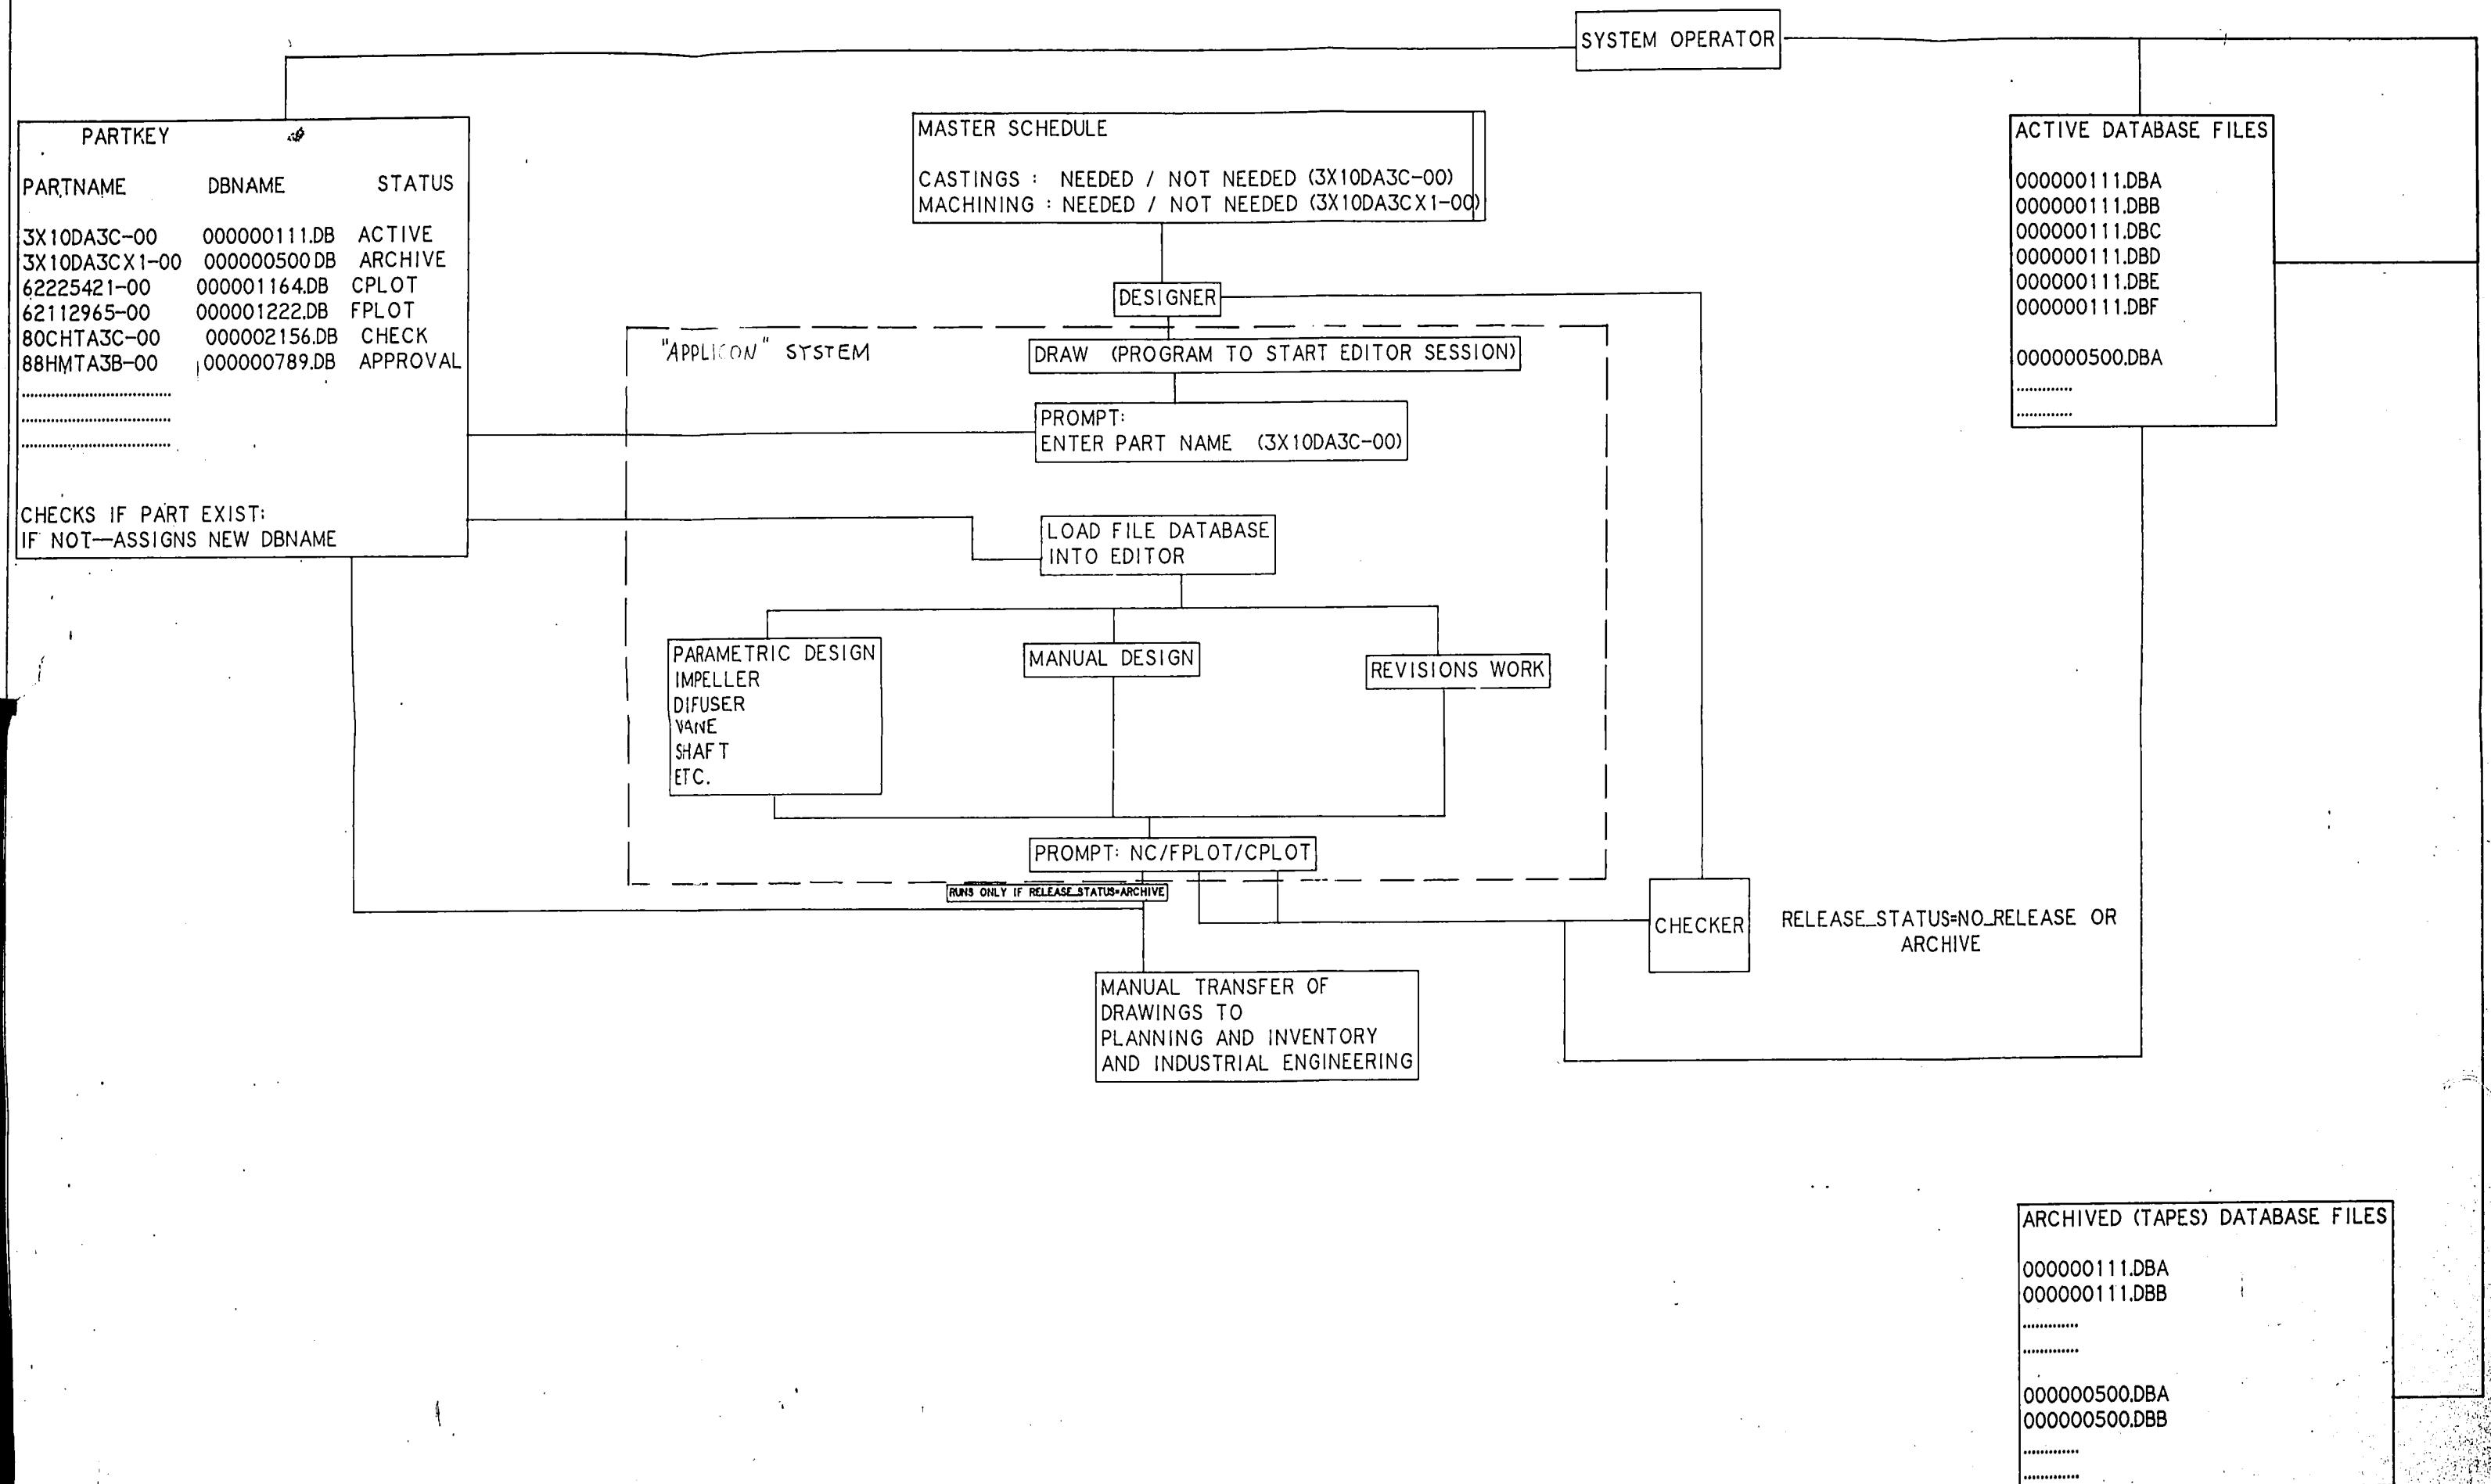 SYSTEM OPERATOR
PARTKEY
PARTNAME DBNAME STATUS
3X10DA3C-00 000000111.DB ACTIVE
3X10DA3CX1-00 000000500.DB ARCHIVE
62225421-00 000001164.DB CPLOT
62112965-00 000001222.DB FPLOT
80CHTA3C-00 000002156.DB CHECK
88HMTA3B-00 000000789.DB APPROVAL
................................
................................
................................
CHECKS IF PART EXIST:
IF NOT—ASSIGNS NEW DBNAME
MASTER SCHEDULE
CASTINGS : NEEDED / NOT NEEDED (3X10DA3C-00)
MACHINING : NEEDED / NOT NEEDED (3X10DA3CX1-00)
DESIGNER
"APPLICON" SYSTEM
DRAW (PROGRAM TO START EDITOR SESSION)
PROMPT:
ENTER PART NAME (3X10DA3C-00)
LOAD FILE DATABASE
INTO EDITOR
PARAMETRIC DESIGN
IMPELLER
DIFUSER
VANE
SHAFT
ETC.
MANUAL DESIGN
REVISIONS WORK
PROMPT: NC/FPLOT/CPLOT
RUNS ONLY IF RELEASE_STATUS=ARCHIVE
MANUAL TRANSFER OF
DRAWINGS TO
PLANNING AND INVENTORY
AND INDUSTRIAL ENGINEERING
CHECKER
RELEASE_STATUS=NO_RELEASE OR
ARCHIVE
ACTIVE DATABASE FILES
000000111.DBA
000000111.DBB
000000111.DBC
000000111.DBD
000000111.DBE
000000111.DBF
000000500.DBA
.............
.............
ARCHIVED (TAPES) DATABASE FILES
000000111.DBA
000000111.DBB
.............
.............
000000500.DBA
000000500.DBB
.............
.............